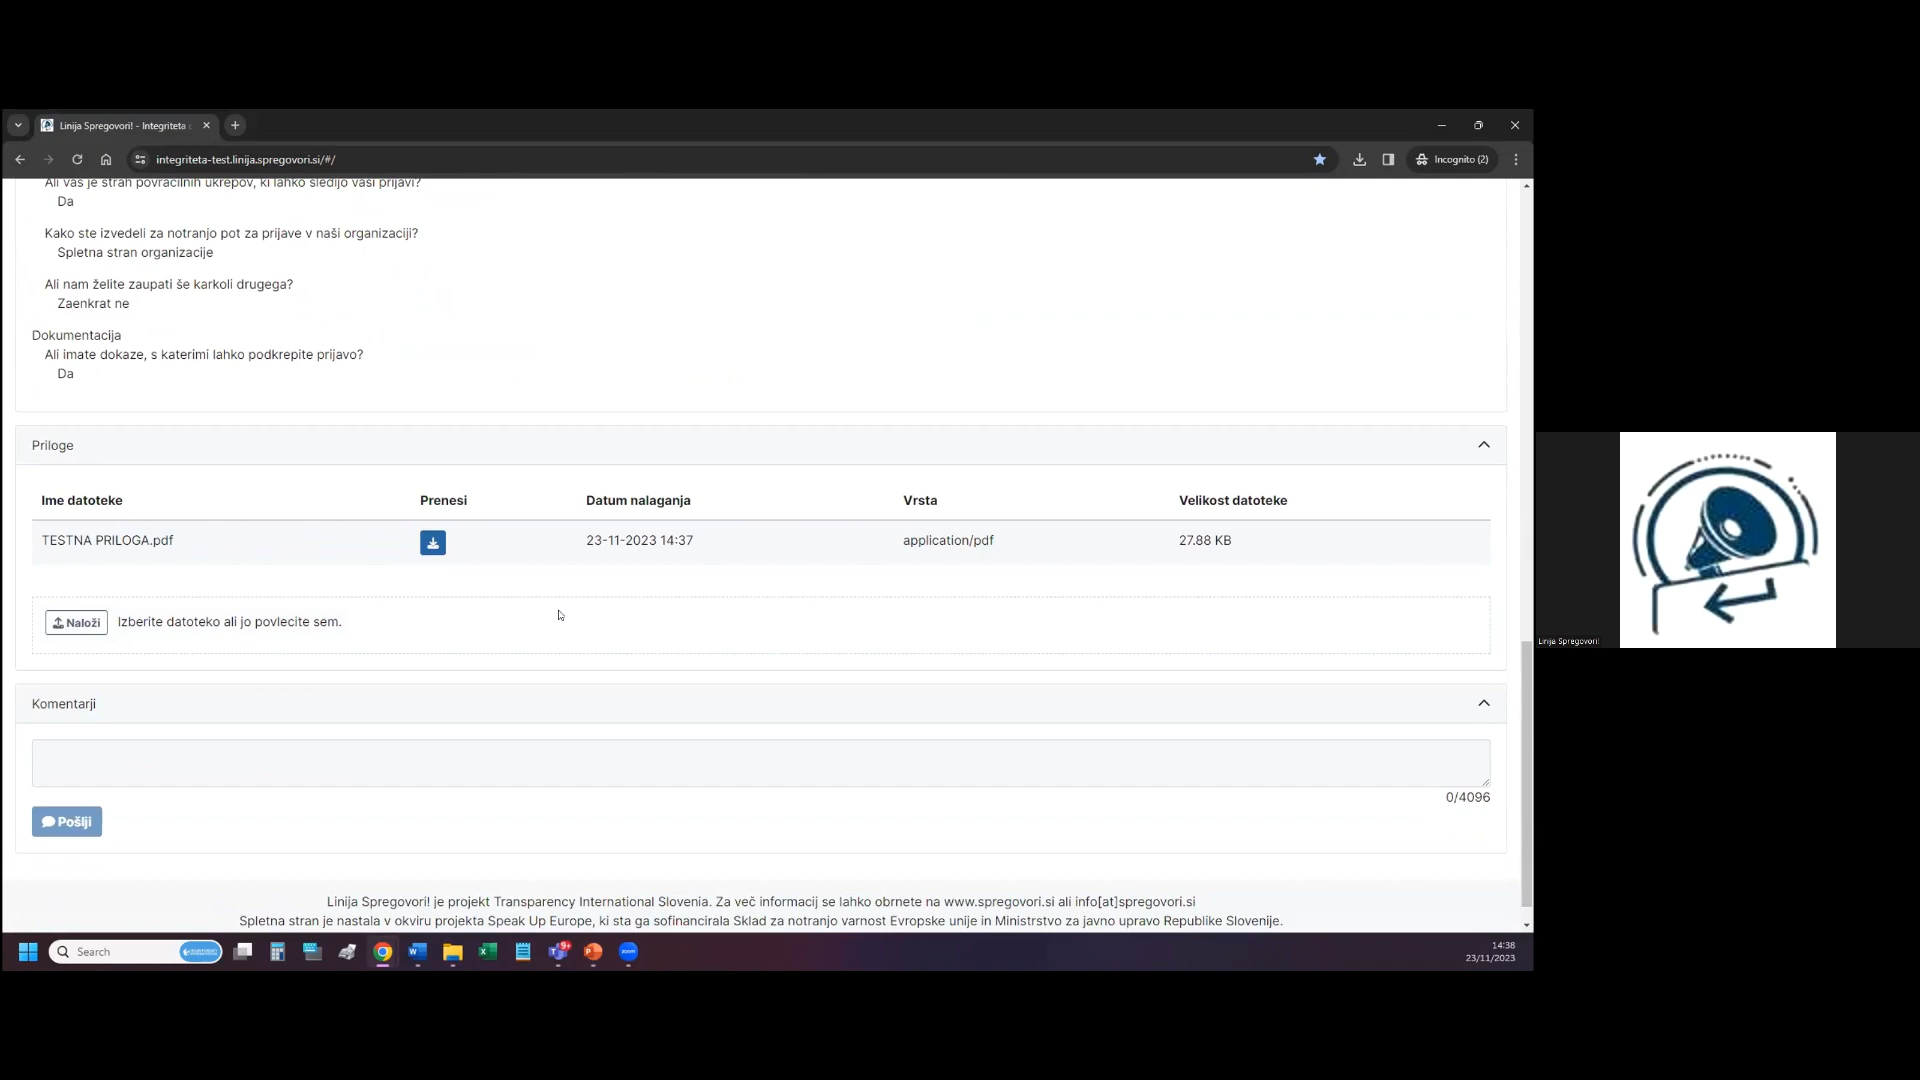 Linija Spregovori! - Integriteta
integriteta-test.linija.spregovori.si/#/
Incognito (2)
Ali vas je strah povračilnih ukrepov, ki lahko sledijo vaši prijavi?
Da
Kako ste izvedeli za notranjo pot za prijave v naši organizaciji?
Spletna stran organizacije
Ali nam želite zaupati še karkoli drugega?
Zaenkrat ne
Dokumentacija
Ali imate dokaze, s katerimi lahko podkrepite prijavo?
Da
Priloge
Ime datoteke Prenesi Datum nalaganja Vrsta Velikost datoteke
TESTNA PRILOGA.pdf 23-11-2023 14:37 application/pdf 27.88 KB
Naloži Izberite datoteko ali jo povlecite sem.
Linija Spregovori!
Komentarji
0/4096
Pošlji
Linija Spregovori! je projekt Transparency International Slovenia. Za več informacij se lahko obrnete na www.spregovori.si ali info[at]spregovori.si
Spletna stran je nastala v okviru projekta Speak Up Europe, ki sta ga sofinancirala Sklad za notranjo varnost Evropske unije in Ministrstvo za javno upravo Republike Slovenije.
Search
9+
zoom
14:38
23/11/2023